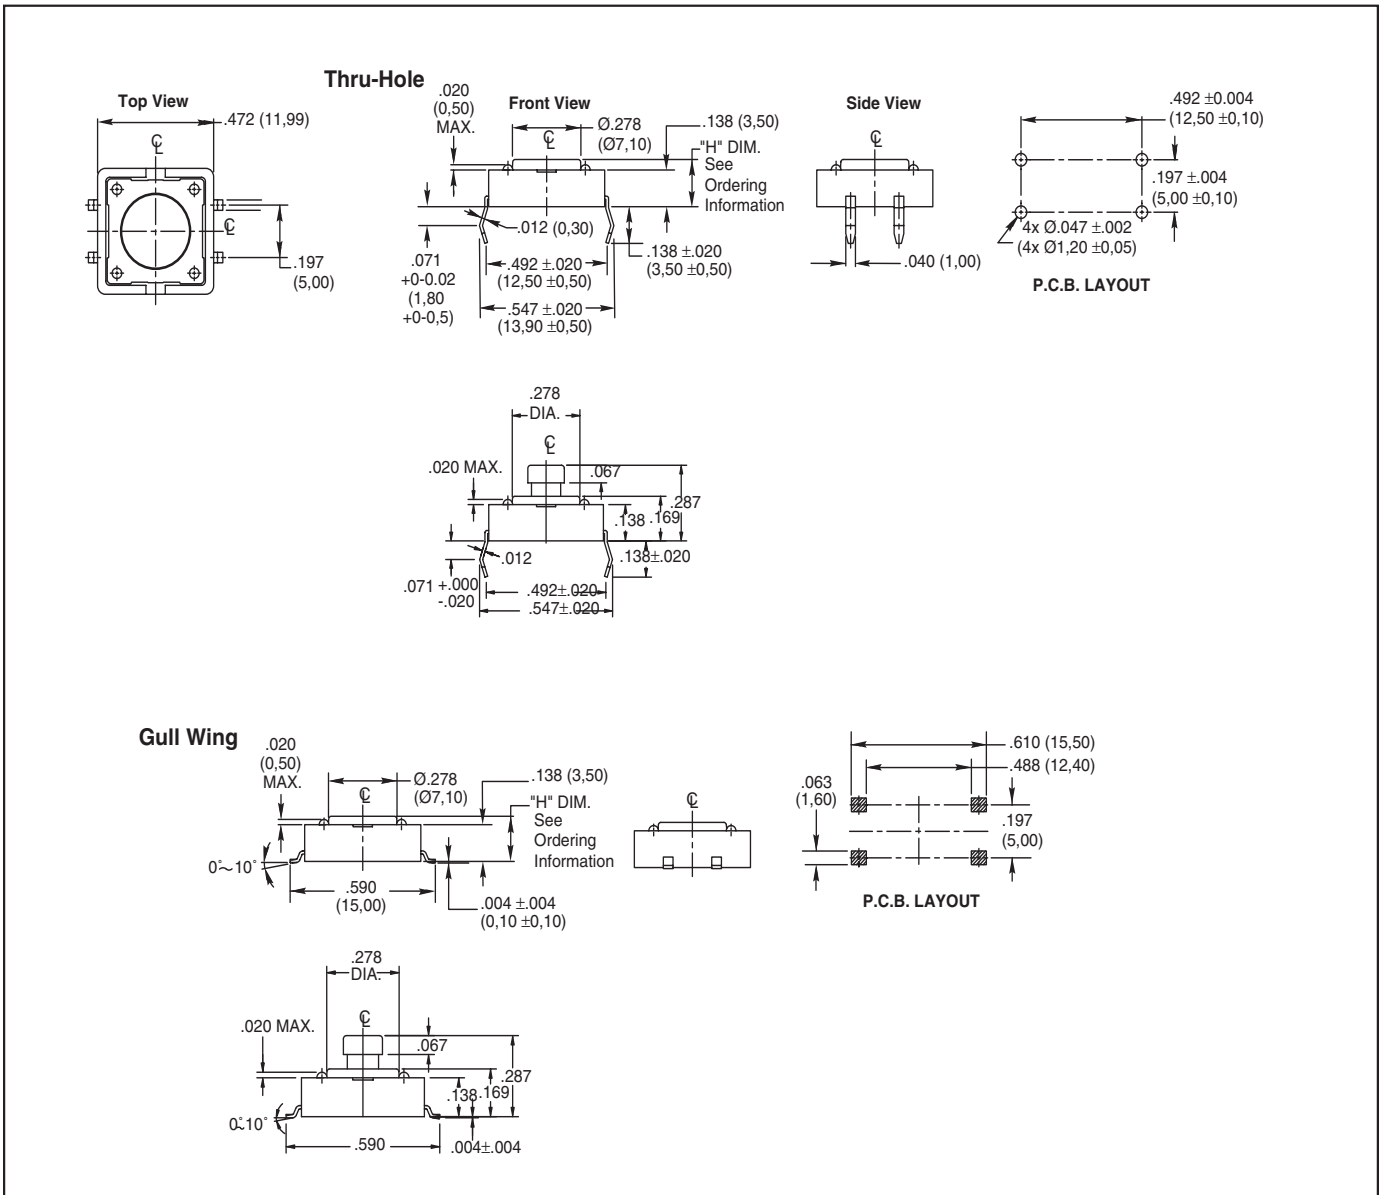 Thru-Hole
Top View
.472 (11,99)
℄
℄
.197
(5,00)
.020
(0,50)
MAX.
Front View
Ø.278
(Ø7,10)
℄
.138 (3,50)
"H" DIM.
See
Ordering
Information
.012 (0,30)
.071
+0-0.02
(1,80
+0-0,5)
.492 ±.020
(12,50 ±0,50)
.547 ±.020
(13,90 ±0,50)
.138 ±.020
(3,50 ±0,50)
Side View
℄
.040 (1,00)
.492 ±0.004
(12,50 ±0,10)
.197 ±.004
(5,00 ±0,10)
4x Ø.047 ±.002
(4x Ø1,20 ±0,05)
P.C.B. LAYOUT
.278
DIA.
℄
.020 MAX.
.067
.287
.138 .169
.012
.138±.020
.071 +.000
-.020
.492±.020
.547±.020
Gull Wing
.020
(0,50)
MAX.
Ø.278
(Ø7,10)
℄
.138 (3,50)
"H" DIM.
See
Ordering
Information
0°~10°
.590
(15,00)
.004 ±.004
(0,10 ±0,10)
℄
.610 (15,50)
.488 (12,40)
.063
(1,60)
.197
(5,00)
P.C.B. LAYOUT
.278
DIA.
℄
.020 MAX.
.067
.287
.138 .169
0°~10°
.590
.004±.004